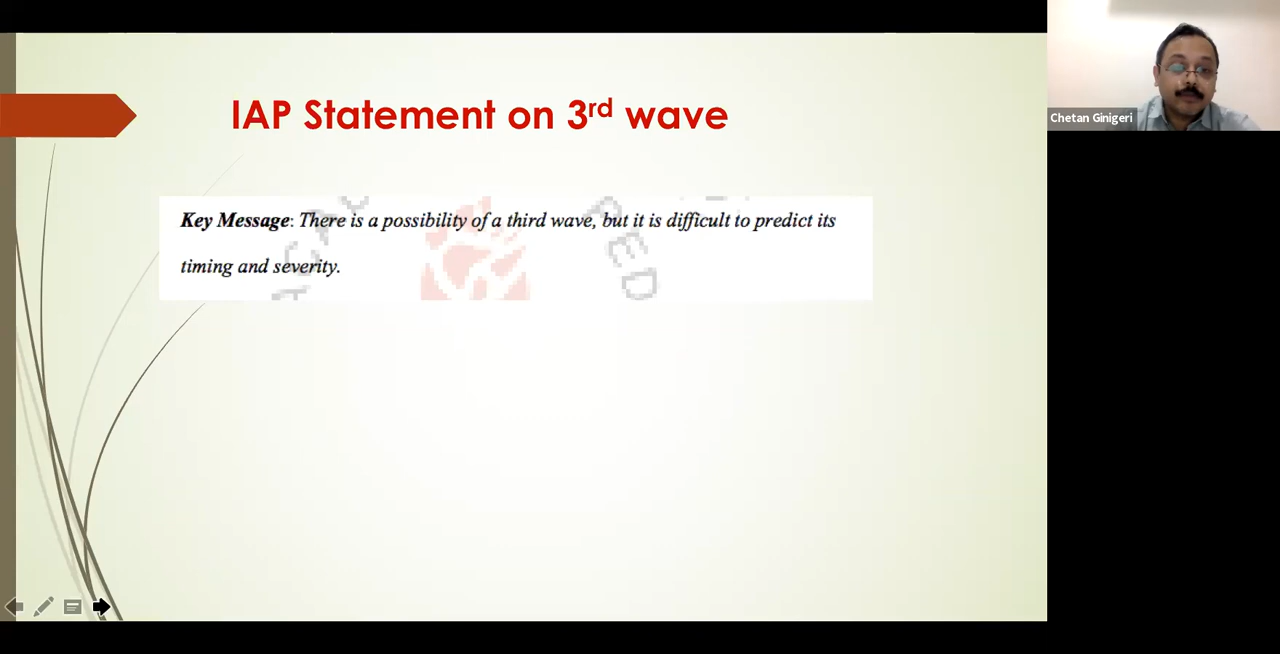 IAP Statement on 3rd wave
Key Message: There is a possibility of a third wave, but it is difficult to predict its
timing and severity.
Chetan Ginigeri